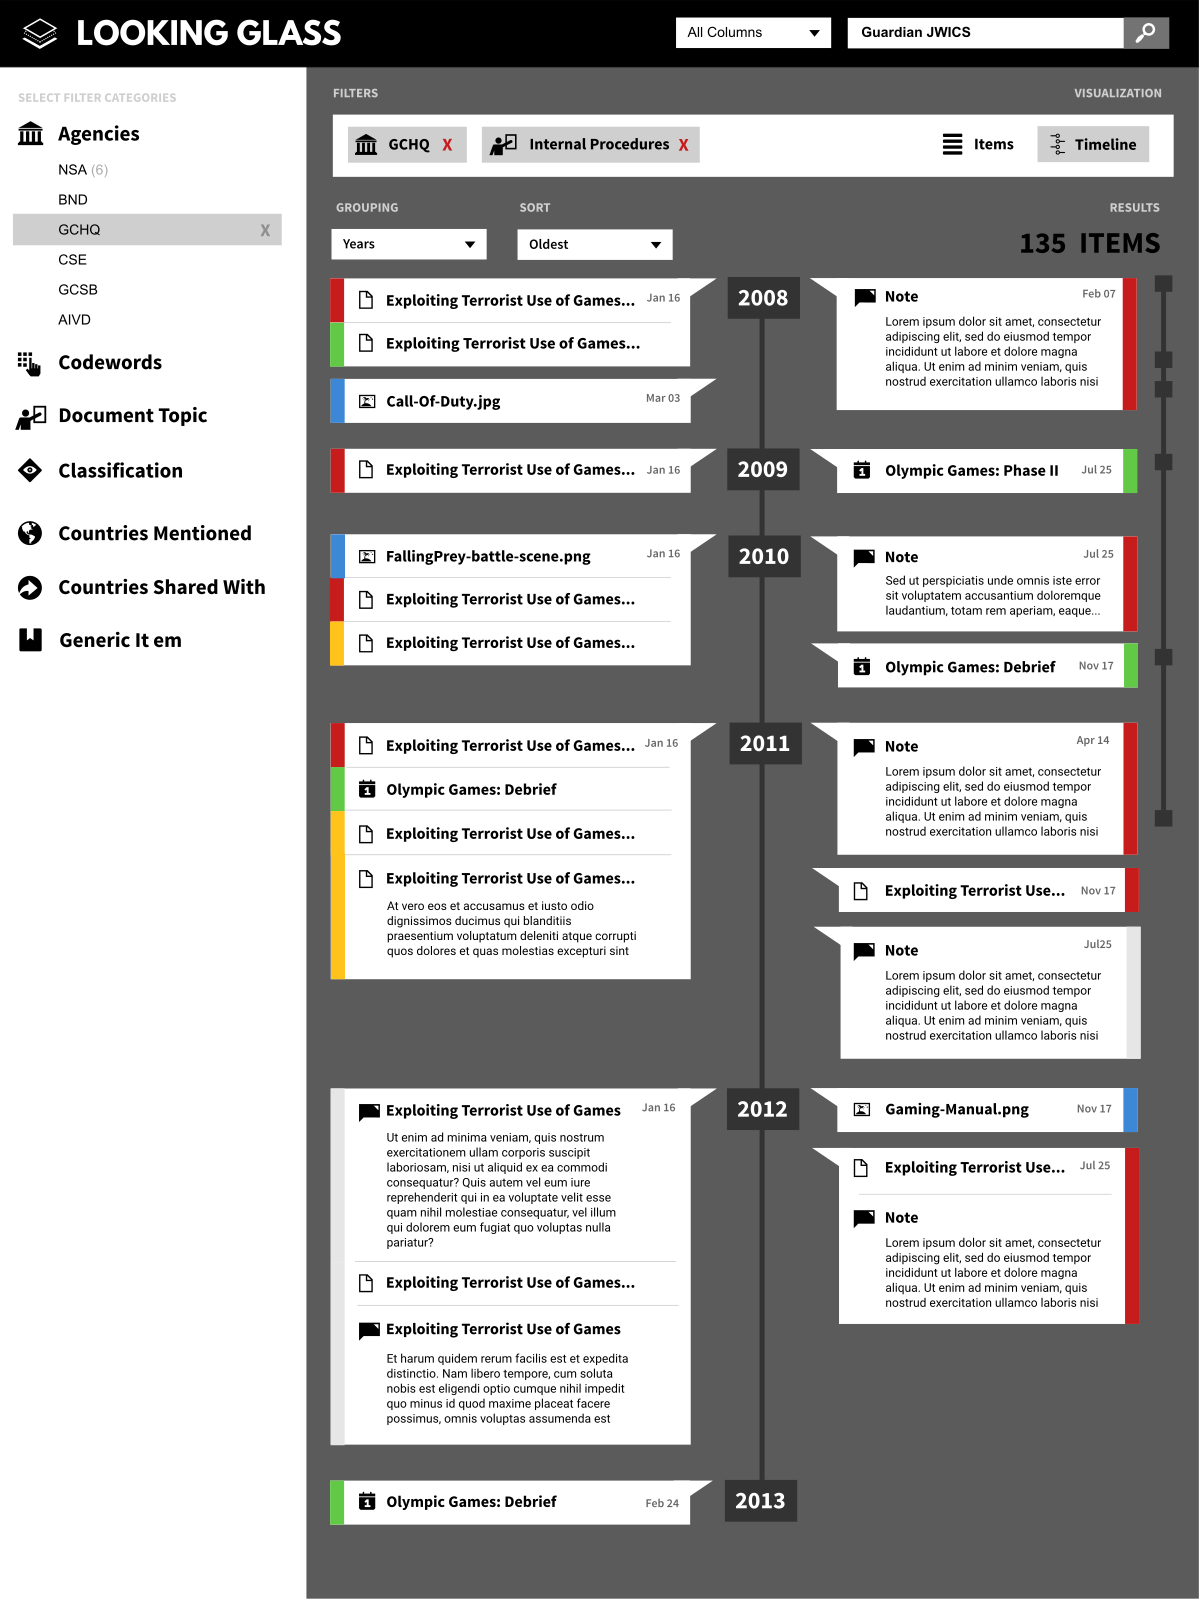 LOOKING GLASS
All Columns
Guardian JWICS
SELECT FILTER CATEGORIES
Agencies
NSA (6)
BND
GCHQ X
CSE
GCSB
AIVD
Codewords
Document Topic
Classification
Countries Mentioned
Countries Shared With
Generic It em
FILTERS
VISUALIZATION
GCHQ X
Internal Procedures X
Items
Timeline
GROUPING
SORT
RESULTS
Years
Oldest
135 ITEMS
2008
Exploiting Terrorist Use of Games... Jan 16
Exploiting Terrorist Use of Games...
Call-Of-Duty.jpg Mar 03
Note Feb 07
Lorem ipsum dolor sit amet, consectetur
adipiscing elit, sed do eiusmod tempor
incididunt ut labore et dolore magna
aliqua. Ut enim ad minim veniam, quis
nostrud exercitation ullamco laboris nisi
2009
Exploiting Terrorist Use of Games... Jan 16
Olympic Games: Phase II Jul 25
2010
FallingPrey-battle-scene.png Jan 16
Exploiting Terrorist Use of Games...
Exploiting Terrorist Use of Games...
Note Jul 25
Sed ut perspiciatis unde omnis iste error
sit voluptatem accusantium doloremque
laudantium, totam rem aperiam, eaque...
1 Olympic Games: Debrief Nov 17
2011
Exploiting Terrorist Use of Games... Jan 16
1 Olympic Games: Debrief
Exploiting Terrorist Use of Games...
Exploiting Terrorist Use of Games...
At vero eos et accusamus et iusto odio
dignissimos ducimus qui blanditiis
praesentium voluptatum deleniti atque corrupti
quos dolores et quas molestias excepturi sint
Note Apr 14
Lorem ipsum dolor sit amet, consectetur
adipiscing elit, sed do eiusmod tempor
incididunt ut labore et dolore magna
aliqua. Ut enim ad minim veniam, quis
nostrud exercitation ullamco laboris nisi
Exploiting Terrorist Use... Nov 17
Note Jul25
Lorem ipsum dolor sit amet, consectetur
adipiscing elit, sed do eiusmod tempor
incididunt ut labore et dolore magna
aliqua. Ut enim ad minim veniam, quis
nostrud exercitation ullamco laboris nisi
2012
Exploiting Terrorist Use of Games Jan 16
Ut enim ad minima veniam, quis nostrum
exercitationem ullam corporis suscipit
laboriosam, nisi ut aliquid ex ea commodi
consequatur? Quis autem vel eum iure
reprehenderit qui in ea voluptate velit esse
quam nihil molestiae consequatur, vel illum
qui dolorem eum fugiat quo voluptas nulla
pariatur?
Exploiting Terrorist Use of Games...
Exploiting Terrorist Use of Games
Et harum quidem rerum facilis est et expedita
distinctio. Nam libero tempore, cum soluta
nobis est eligendi optio cumque nihil impedit
quo minus id quod maxime placeat facere
possimus, omnis voluptas assumenda est
Gaming-Manual.png Nov 17
Exploiting Terrorist Use... Jul 25
Note
Lorem ipsum dolor sit amet, consectetur
adipiscing elit, sed do eiusmod tempor
incididunt ut labore et dolore magna
aliqua. Ut enim ad minim veniam, quis
nostrud exercitation ullamco laboris nisi
2013
1 Olympic Games: Debrief Feb 24